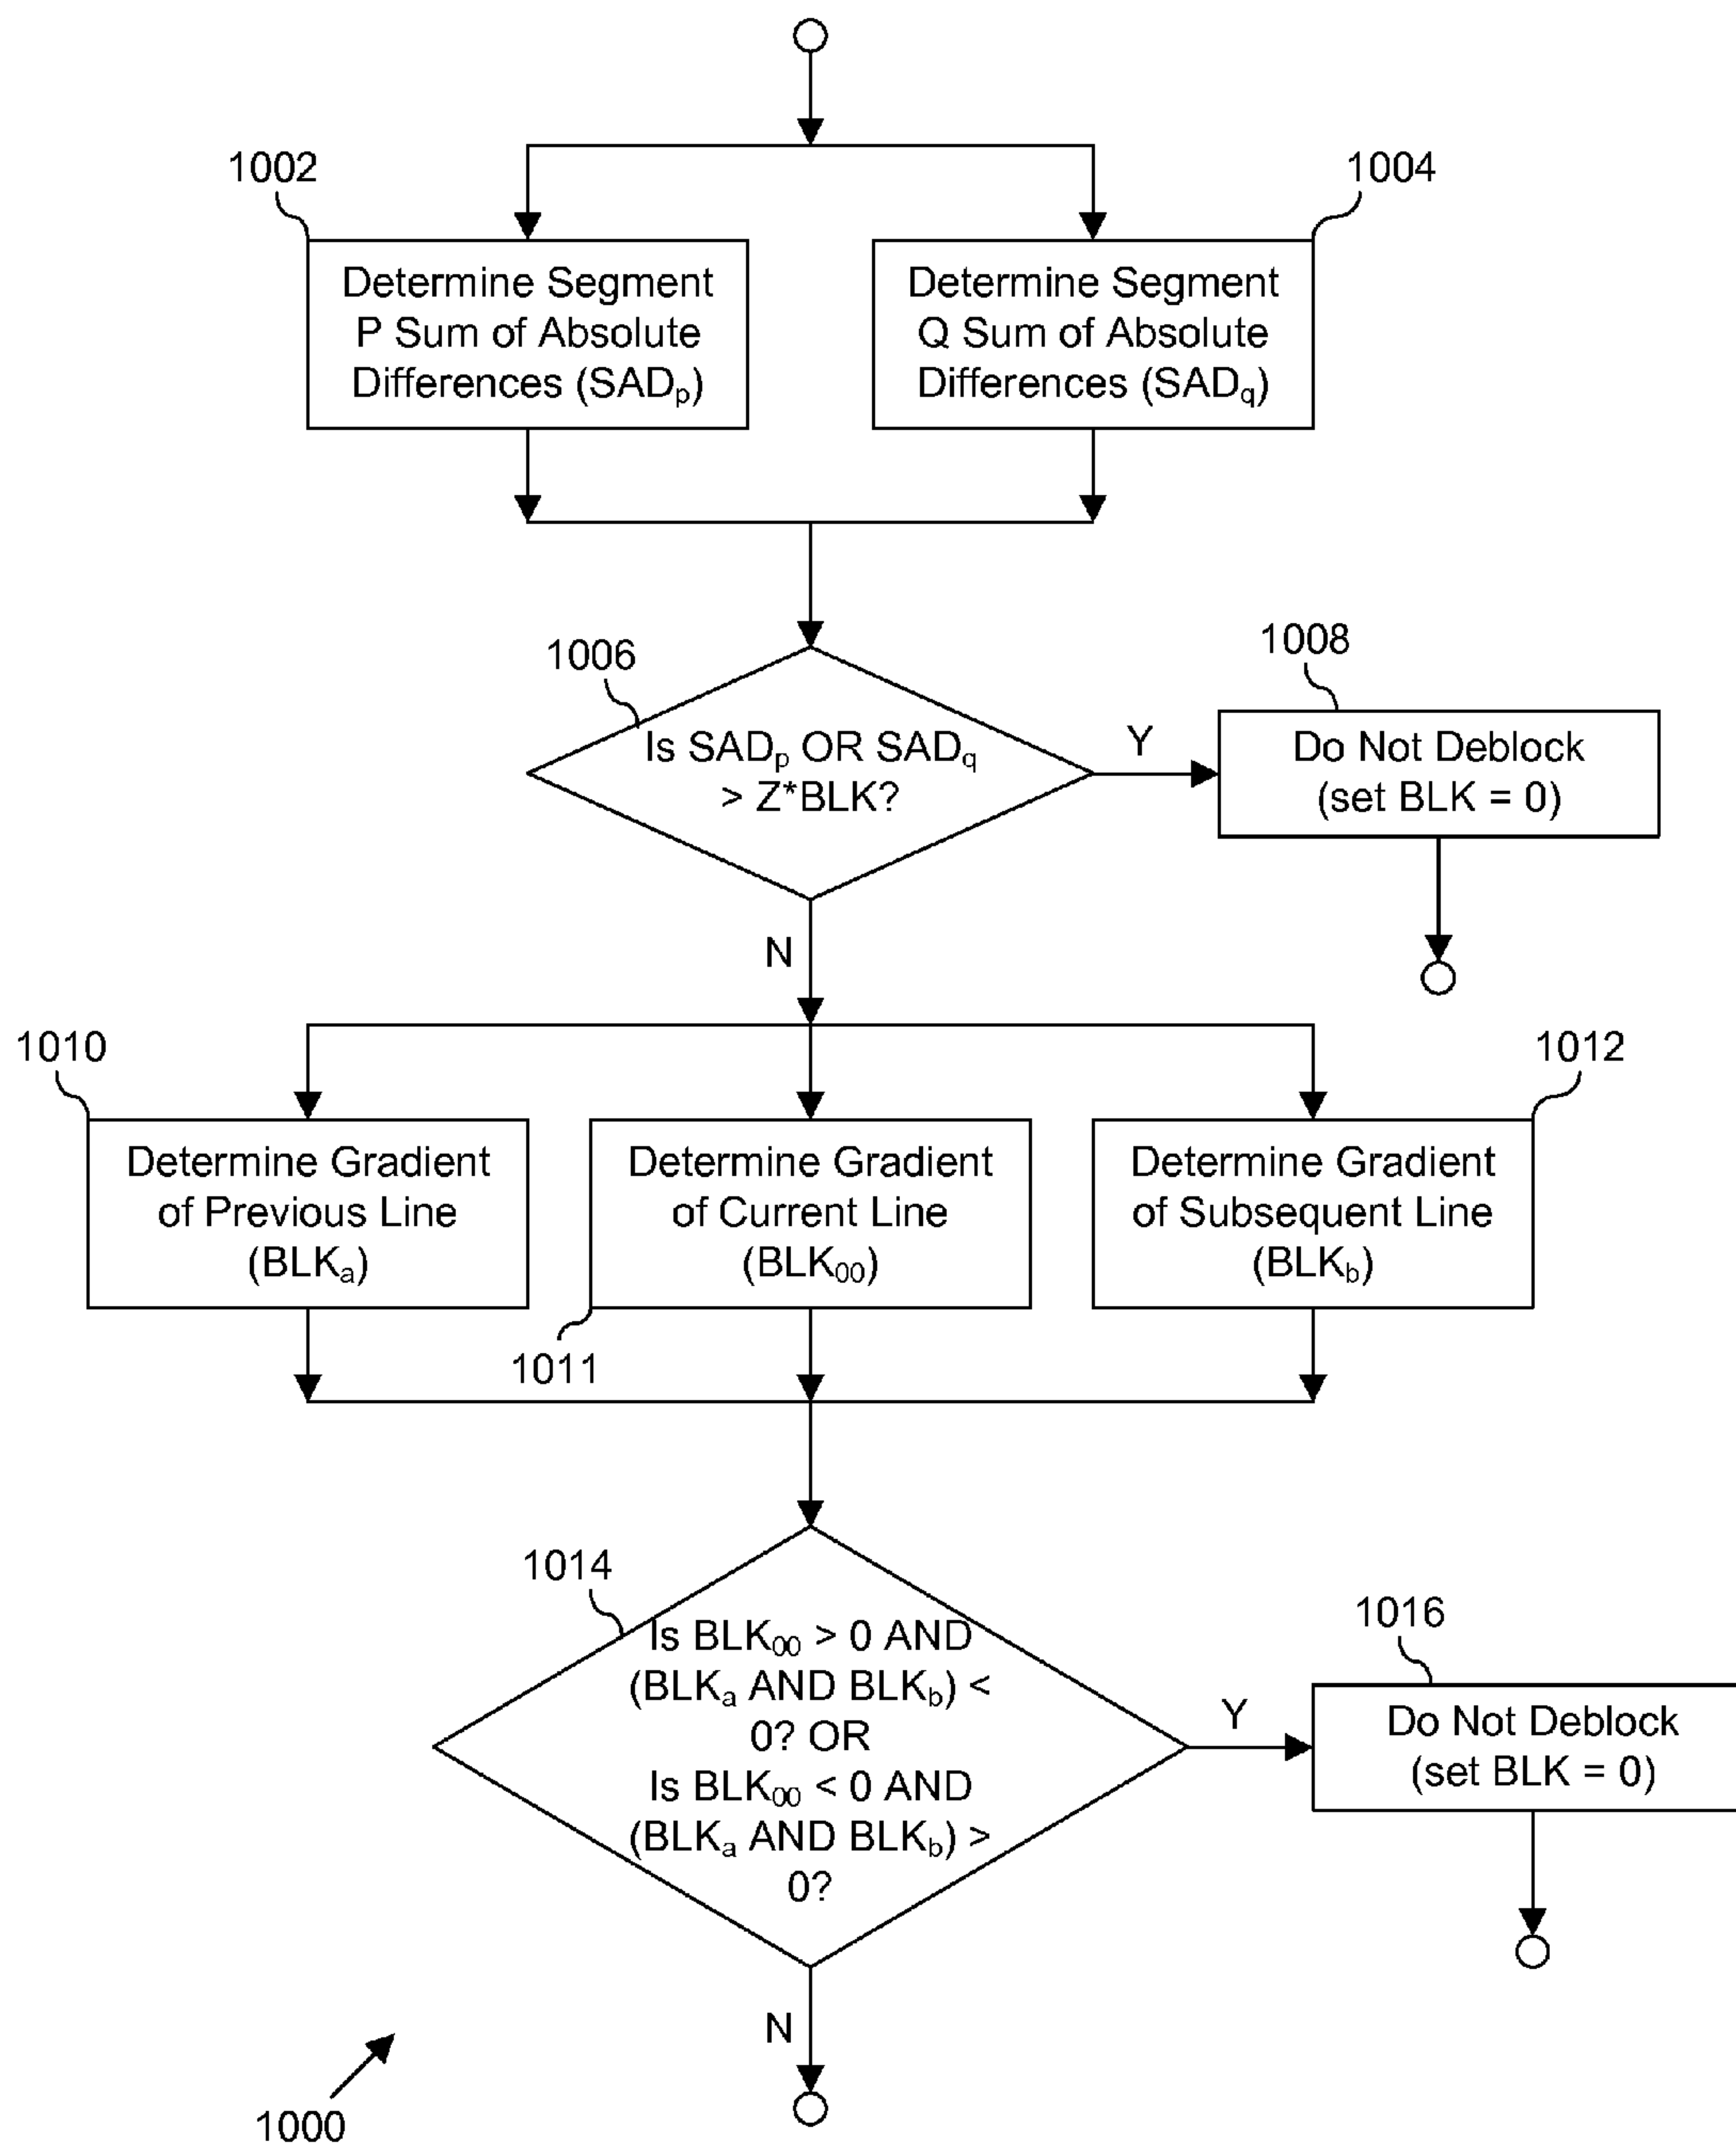 1002
1004
Determine Segment
P Sum of Absolute
Differences (SADp)
Determine Segment
Q Sum of Absolute
Differences (SADq)
1006
1008
Is SADp OR SADq
> Z*BLK?
Y
Do Not Deblock
(set BLK = 0)
N
1010
1012
Determine Gradient
of Previous Line
(BLKa)
Determine Gradient
of Current Line
(BLK00)
Determine Gradient
of Subsequent Line
(BLKb)
1011
1014
1016
Is BLK00 > 0 AND
(BLKa AND BLKb) <
0? OR
Is BLK00 < 0 AND
(BLKa AND BLKb) >
0?
Y
Do Not Deblock
(set BLK = 0)
N
1000